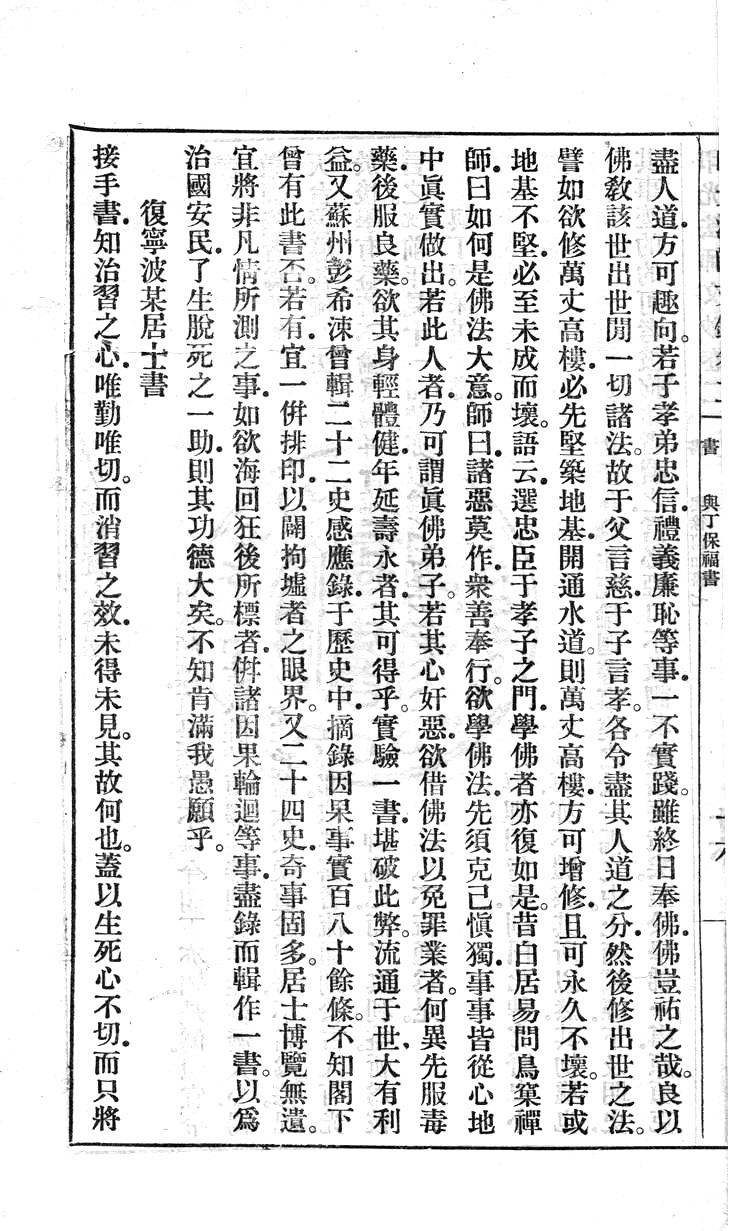 書　與丁保福書
盡人道.方可趣向。若子孝弟忠信.禮義廉恥等事.一不實踐。雖終日奉佛.佛豈祐之哉。良以
佛敎該世出世閒一切諸法。故于父言慈.于子言孝。各令盡其人道之分.然後修出世之法。
譬如欲修萬丈高樓.必先堅築地基.開通水道。則萬丈高樓.方可增修.且可永久不壞。若或
地基不堅.必至未成而壞。語云.選忠臣于孝子之門.學佛者亦復如是。昔白居易問鳥窠禪
師.曰如何是佛法大意。師曰.諸惡莫作.衆善奉行。欲學佛法.先須克己愼獨.事事皆從心地
中眞實做出。若此人者.乃可謂眞佛弟子。若其心奸惡.欲借佛法以免罪業者。何異先服毒
藥.後服良藥。欲其身輕體健.年延壽永者.其可得乎。實驗一書.堪破此弊。流通于世.大有利
益。又蘇州彭希涑曾輯二十二史感應錄.于歷史中.摘錄因果事實百八十餘條。不知閣下
曾有此書否。若有.宜一倂排印.以闢拘墟者之眼界。又二十四史.奇事固多。居士博覽無遺。
宜將非凡情所測之事.如欲海回狂後所標者.倂諸因果輪迴等事.盡錄而輯作一書。以爲
治國安民.了生脫死之一助.則其功德大矣。不知肯滿我愚願乎。
復寧波某居士書
接手書.知治習之心.唯勤唯切。而消習之效.未得未見。其故何也。蓋以生死心不切.而只將